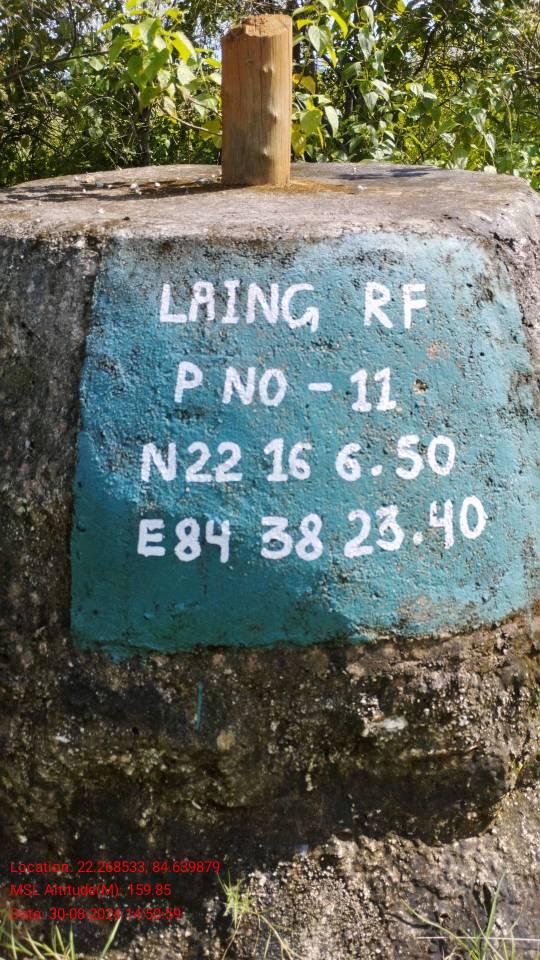 LAING RF
P NO - 11
N22 16 6.50
E84 38 23.40
Location: 22.268533, 84.639879
MSL Altitude(M): 159.85
Date: 30-08-2024 14:50:59